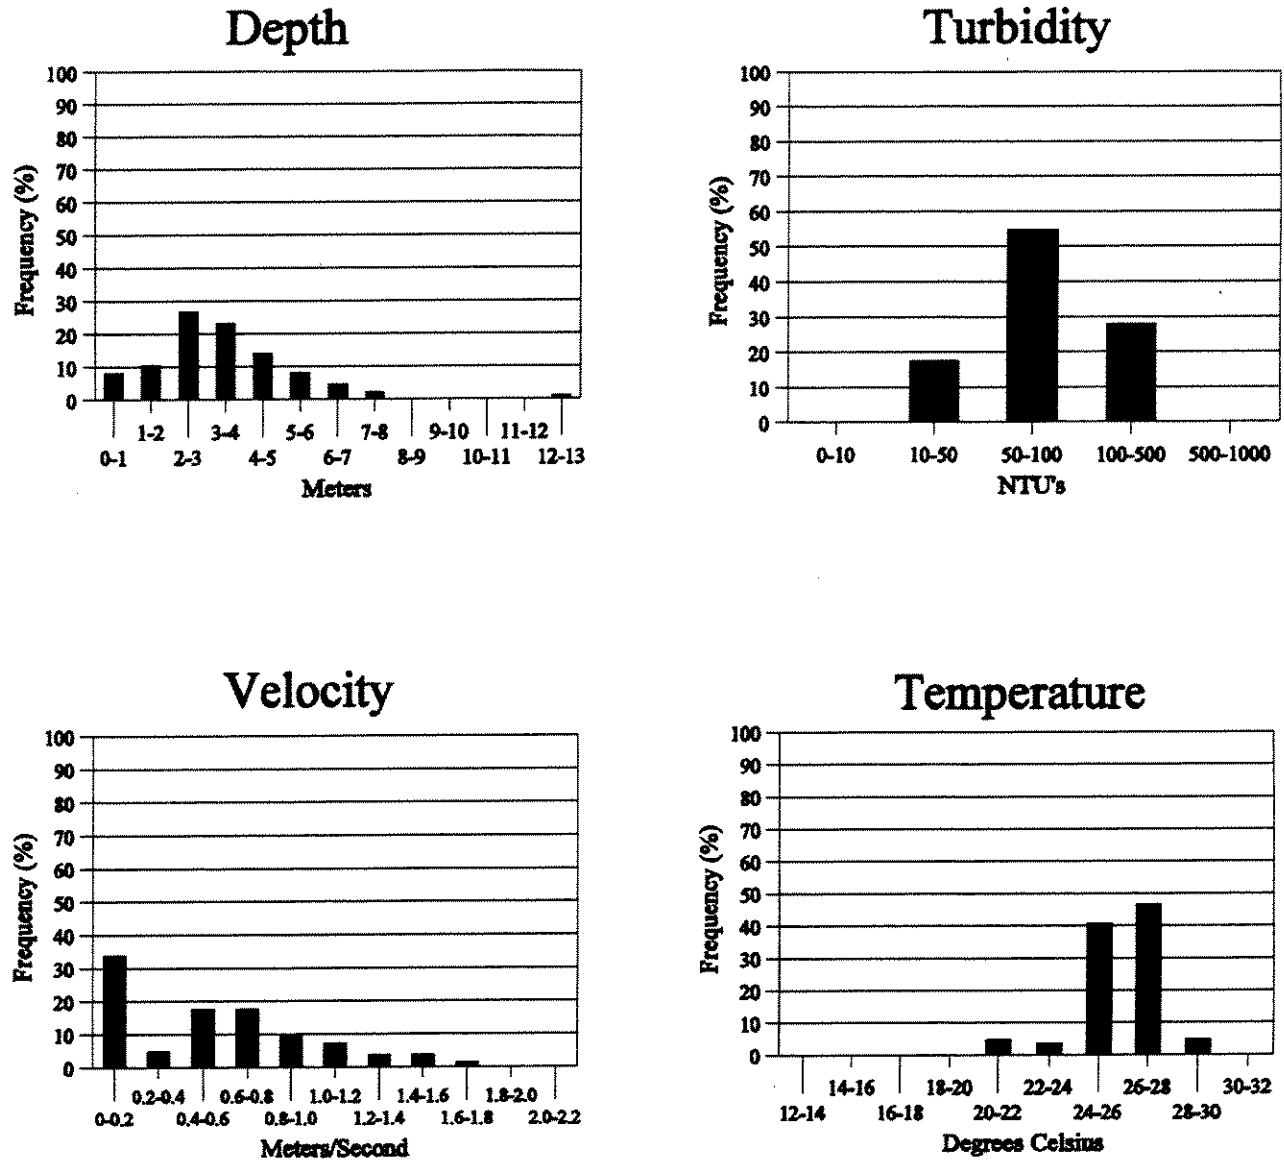 Depth
100
90
80
70
60
50
40
30
20
10
0
Frequency (%)
1-2 3-4 5-6 7-8 9-10 11-12
0-1 2-3 4-5 6-7 8-9 10-11 12-13
Meters
Turbidity
100
90
80
70
60
50
40
30
20
10
0
Frequency (%)
0-10 10-50 50-100 100-500 500-1000
NTU's
Velocity
100
90
80
70
60
50
40
30
20
10
0
Frequency (%)
0.2-0.4 0.6-0.8 1.0-1.2 1.4-1.6 1.8-2.0
0-0.2 0.4-0.6 0.8-1.0 1.2-1.4 1.6-1.8 2.0-2.2
Meters/Second
Temperature
100
90
80
70
60
50
40
30
20
10
0
Frequency (%)
14-16 18-20 22-24 26-28 30-32
12-14 16-18 20-22 24-26 28-30
Degrees Celsius